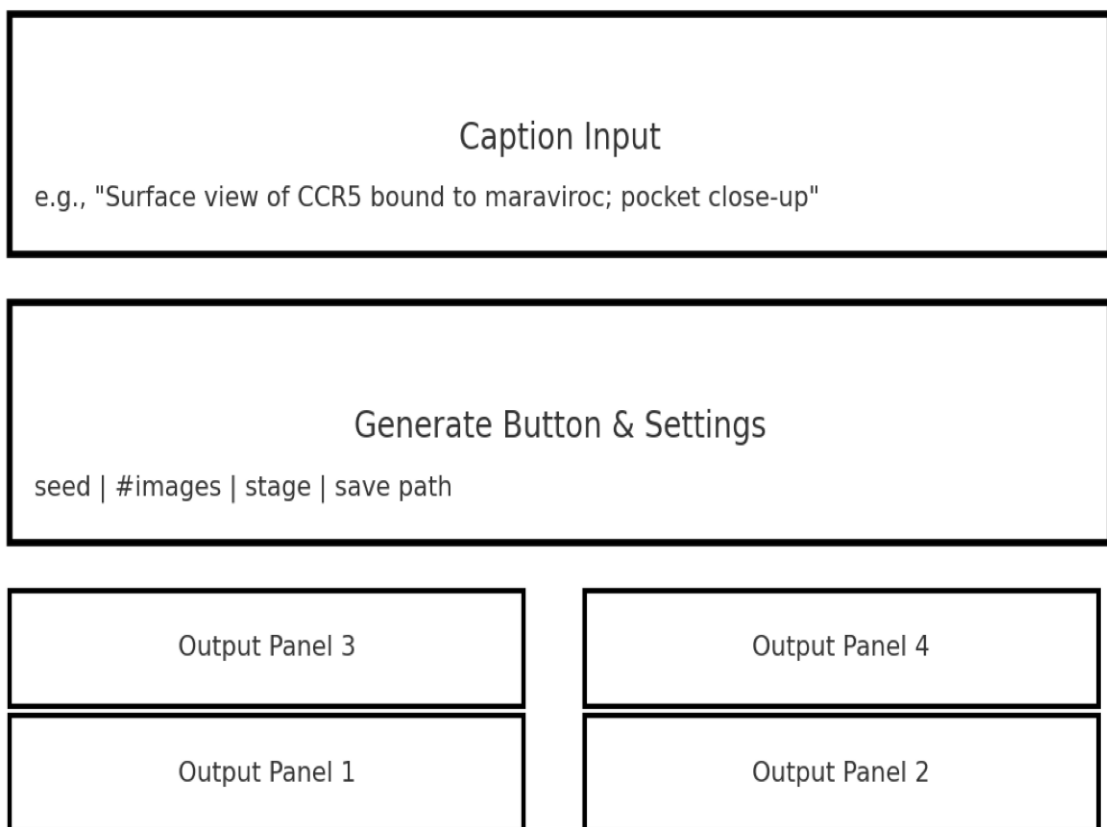 Caption Input
e.g., "Surface view of CCR5 bound to maraviroc; pocket close-up"
Generate Button & Settings
seed | #images | stage | save path
Output Panel 3
Output Panel 4
Output Panel 1
Output Panel 2